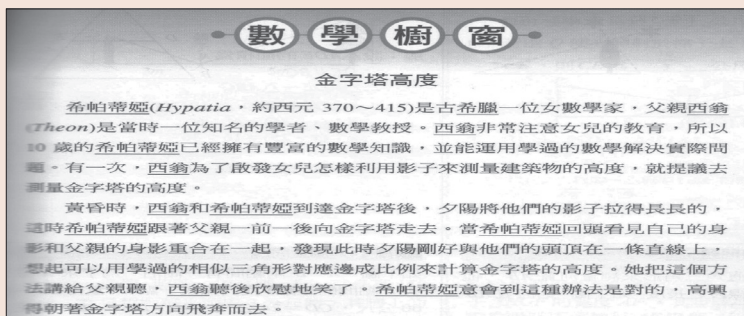 數學櫥窗
金字塔高度
希帕蒂婭(Hypatia，約西元 370～415)是古希臘一位女數學家，父親西翁
(Theon)是當時一位知名的學者、數學教授。西翁非常注意女兒的教育，所以
10 歲的希帕蒂婭已經擁有豐富的數學知識，並能運用學過的數學解決實際問
題。有一次，西翁為了啟發女兒怎樣利用影子來測量建築物的高度，就提議去
測量金字塔的高度。
黃昏時，西翁和希帕蒂婭到達金字塔後，夕陽將他們的影子拉得長長的，
這時希帕蒂婭跟著父親一前一後向金字塔走去。當希帕蒂婭回頭看見自己的身
影和父親的身影重合在一起，發現此時夕陽剛好與他們的頭頂在一條直線上，
想起可以用學過的相似三角形對應邊成比例來計算金字塔的高度。她把這個方
法講給父親聽，西翁聽後欣慰地笑了。希帕蒂婭意會到這種辦法是對的，高興
得朝著金字塔方向飛奔而去。